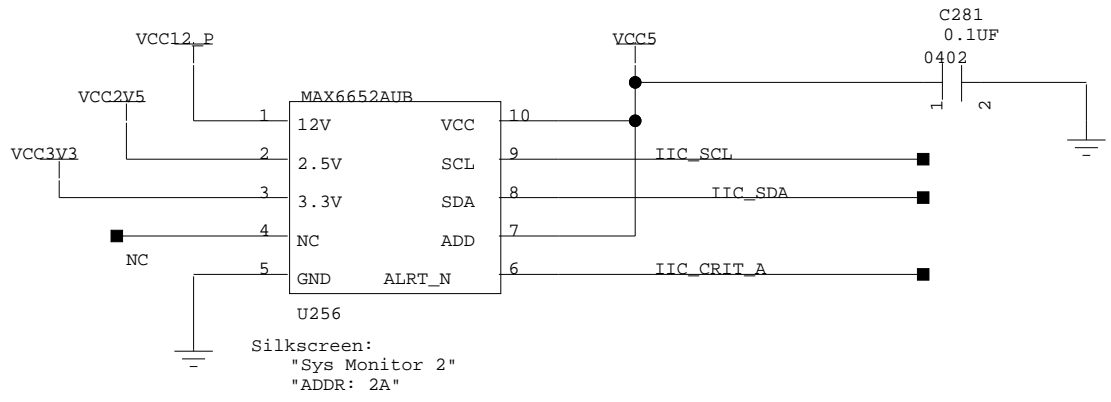 C281
0.1UF
0402
1
2
VCC12_P
VCC5
VCC2V5
VCC3V3
MAX6652AUB
1 12V VCC 10
2 2.5V SCL 9 IIC_SCL
3 3.3V SDA 8 IIC_SDA
4 NC ADD 7
NC
5 GND ALRT_N 6 IIC_CRIT_A
U256
Silkscreen:
"Sys Monitor 2"
"ADDR: 2A"